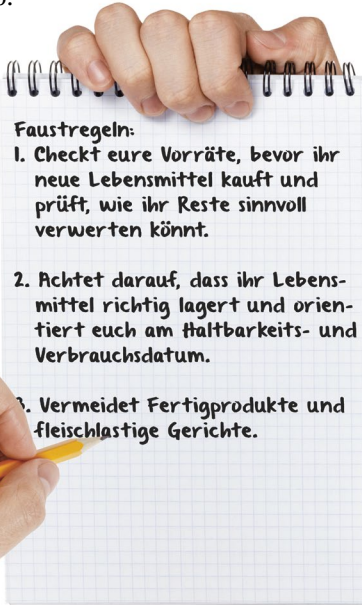 Faustregeln:
1. Checkt eure Vorräte, bevor ihr
neue Lebensmittel kauft und
prüft, wie ihr Reste sinnvoll
verwerten könnt.
2. Achtet darauf, dass ihr Lebens-
mittel richtig lagert und orien-
tiert euch am Haltbarkeits- und
Verbrauchsdatum.
3. Vermeidet Fertigprodukte und
fleischlastige Gerichte.